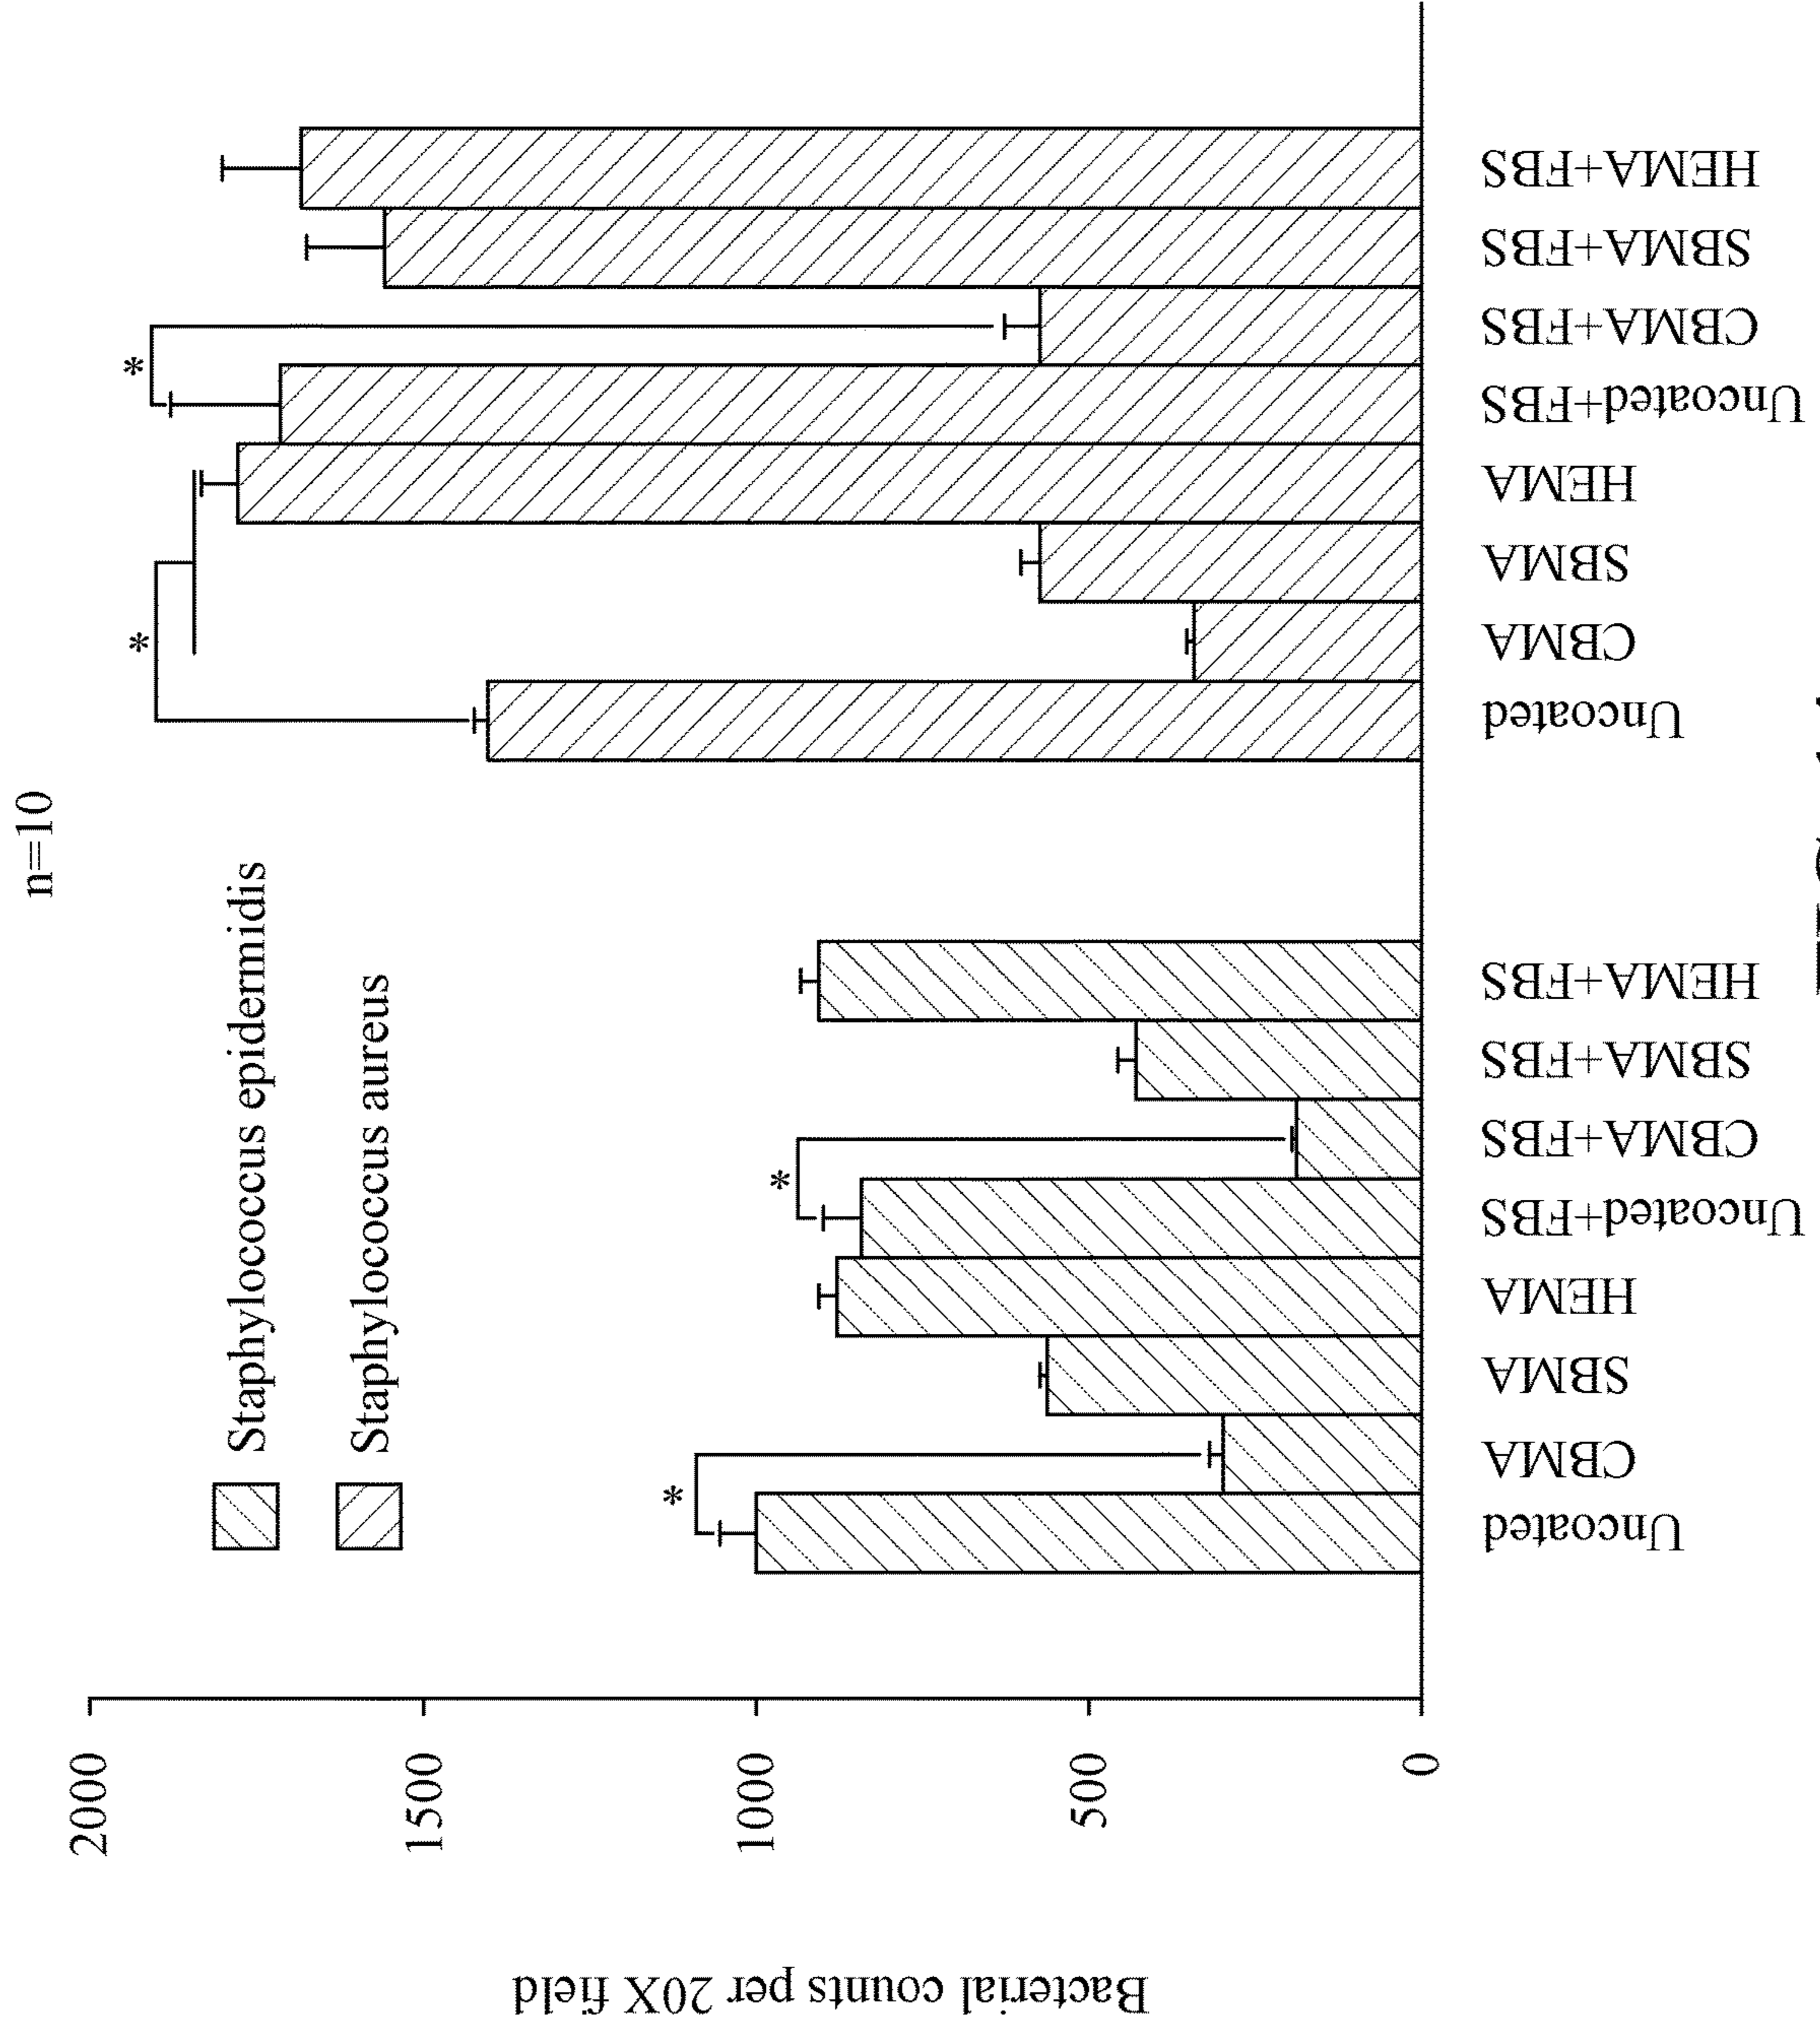 n=10
Staphylococcus epidermidis
Staphylococcus aureus
Bacterial counts per 20X field
2000
1500
1000
500
0
Uncoated
CBMA
SBMA
HEMA
Uncoated+FBS
CBMA+FBS
SBMA+FBS
HEMA+FBS
Uncoated
CBMA
SBMA
HEMA
Uncoated+FBS
CBMA+FBS
SBMA+FBS
HEMA+FBS
*
*
*
*